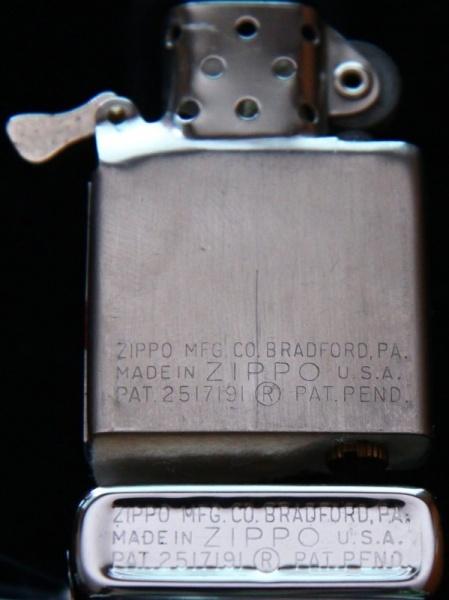 ZIPPO MFG. CO. BRADFORD, PA.
MADE IN ZIPPO U.S.A.
PAT. 2517191 ® PAT. PEND.
ZIPPO MFG. CO. BRADFORD, PA.
MADE IN ZIPPO U.S.A.
PAT. 2517191 ® PAT. PEND.